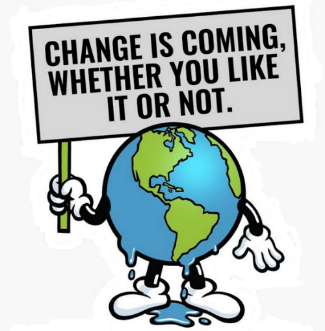 CHANGE IS COMING,
WHETHER YOU LIKE
IT OR NOT.